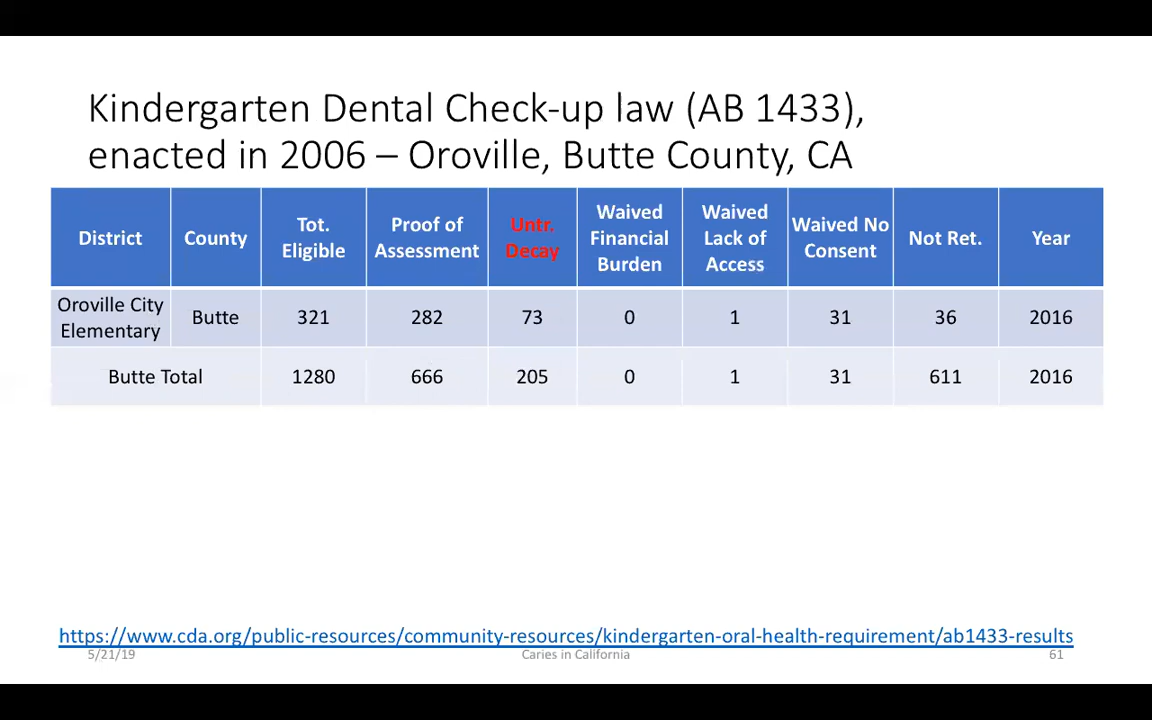 Kindergarten Dental Check-up law (AB 1433),
enacted in 2006 – Oroville, Butte County, CA
District County Tot. Eligible Proof of Assessment Untr. Decay Waived Financial Burden Waived Lack of Access Waived No Consent Not Ret. Year
Oroville City Elementary Butte 321 282 73 0 1 31 36 2016
Butte Total 1280 666 205 0 1 31 611 2016
https://www.cda.org/public-resources/community-resources/kindergarten-oral-health-requirement/ab1433-results
5/21/19 Caries in California 61